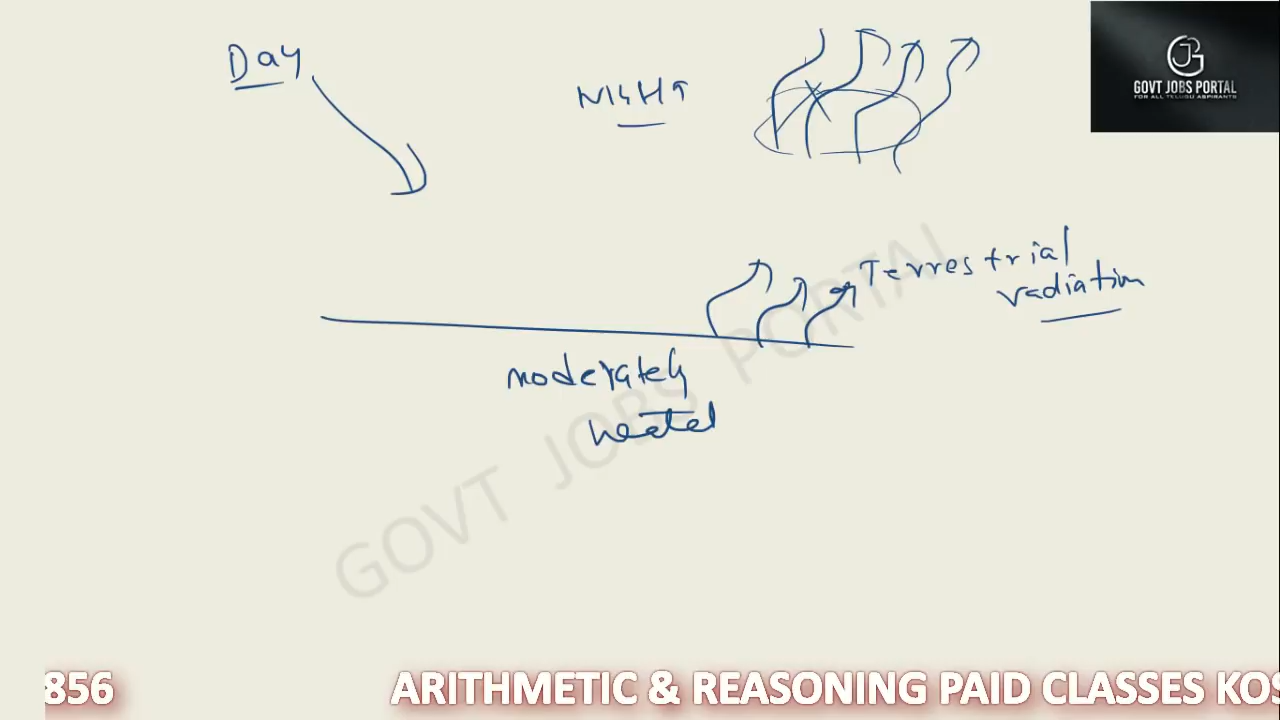 Day
NIGHT
GOVT JOBS PORTAL
FOR ALL TELUGU ASPIRANTS
Terrestrial
radiation
moderately
heated
GOVT JOBS PORTAL
856 ARITHMETIC & REASONING PAID CLASSES KOS